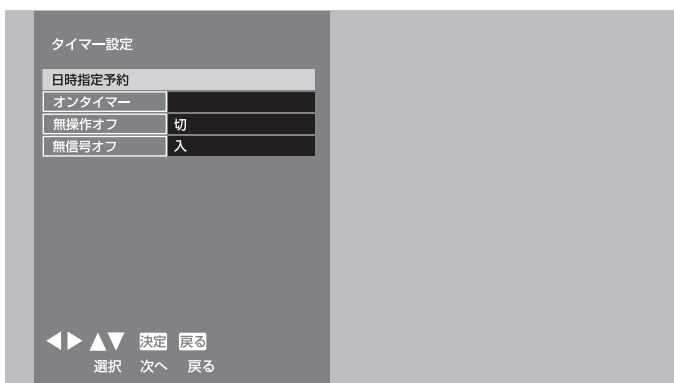 タイマー設定
日時指定予約
オンタイマー
無操作オフ 切
無信号オフ 入
決定 戻る
選択 次へ 戻る